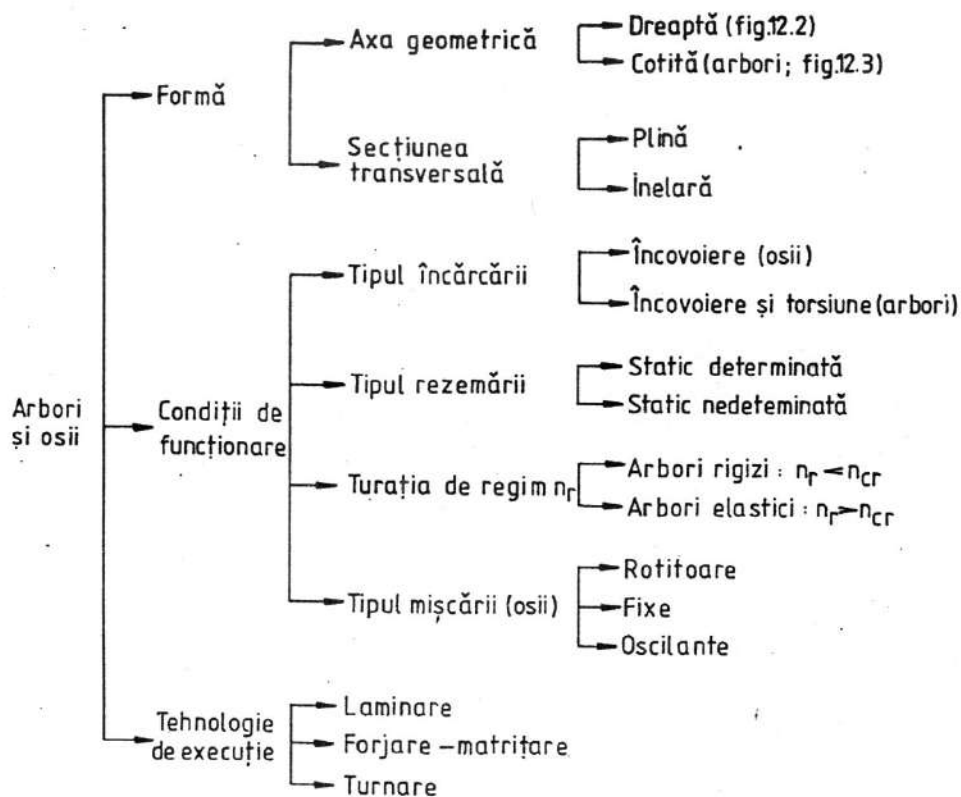 Axa geometrică
Dreaptă (fig.12.2)
Cotită (arbori; fig.12.3)
Formă
Secțiunea
transversală
Plină
Inelară
Tipul încărcării
Încovoiere (osii)
Încovoiere și torsiune (arbori)
Tipul rezemării
Static determinată
Static nedeteminată
Arbori
și osii
Condiții de
funcționare
Turația de regim nr
Arbori rigizi : nr < ncr
Arbori elastici : nr > ncr
Tipul mișcării (osii)
Rotitoare
Fixe
Oscilante
Tehnologie
de execuție
Laminare
Forjare – matrițare
Turnare